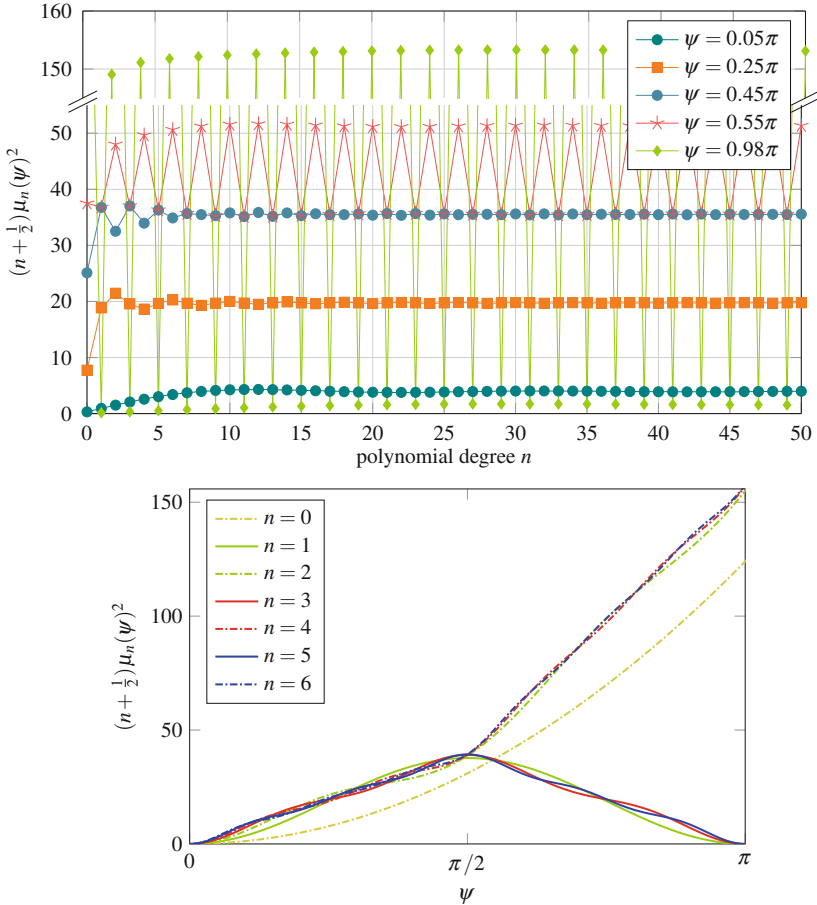 160
150
50
40
30
20
10
0
(n + 1/2) μₙ(ψ)²
ψ = 0.05π
ψ = 0.25π
ψ = 0.45π
ψ = 0.55π
ψ = 0.98π
0 5 10 15 20 25 30 35 40 45 50
polynomial degree n
150
100
50
0
(n + 1/2) μₙ(ψ)²
n = 0
n = 1
n = 2
n = 3
n = 4
n = 5
n = 6
0 π/2 π
ψ